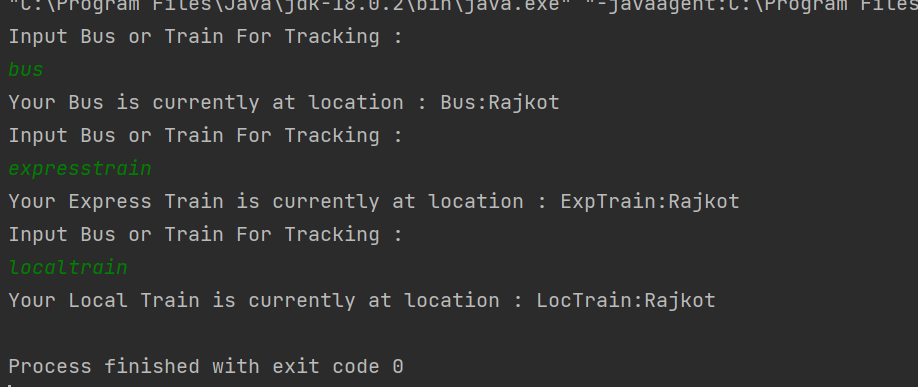 "C:\Program Files\Java\jdk-18.0.2\bin\java.exe" "-javaagent:C:\Program Files
Input Bus or Train For Tracking :
bus
Your Bus is currently at location : Bus:Rajkot
Input Bus or Train For Tracking :
expresstrain
Your Express Train is currently at location : ExpTrain:Rajkot
Input Bus or Train For Tracking :
localtrain
Your Local Train is currently at location : LocTrain:Rajkot
Process finished with exit code 0